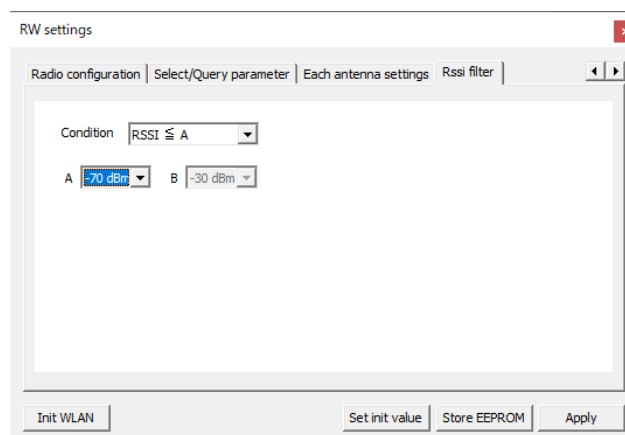 RW settings
Radio configuration Select/Query parameter Each antenna settings Rssi filter
Condition RSSI ≦ A
A -70 dBm B -30 dBm
Init WLAN Set init value Store EEPROM Apply